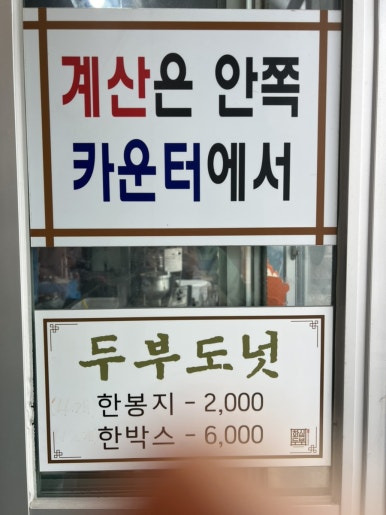 계산은 안쪽
카운터에서
두부도넛
한봉지 - 2,000
한박스 - 6,000